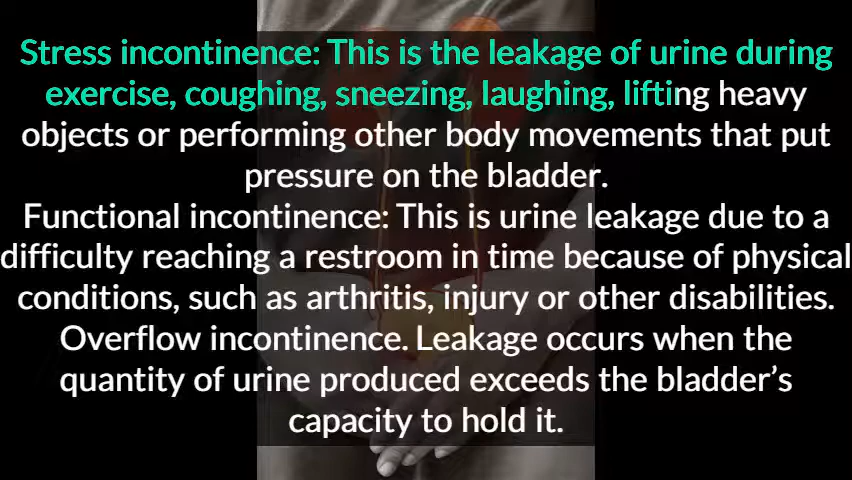 Stress incontinence: This is the leakage of urine during
exercise, coughing, sneezing, laughing, lifting heavy
objects or performing other body movements that put
pressure on the bladder.
Functional incontinence: This is urine leakage due to a
difficulty reaching a restroom in time because of physical
conditions, such as arthritis, injury or other disabilities.
Overflow incontinence. Leakage occurs when the
quantity of urine produced exceeds the bladder’s
capacity to hold it.